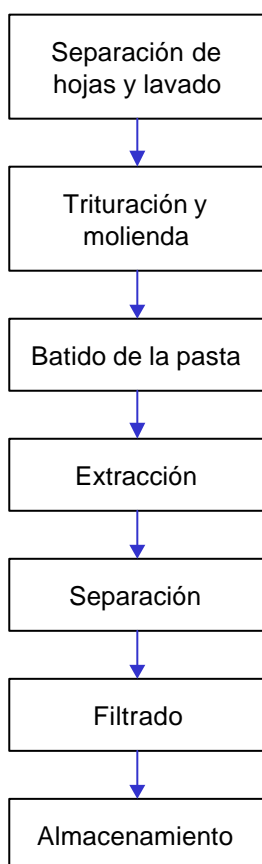 Separación de
hojas y lavado
Trituración y
molienda
Batido de la pasta
Extracción
Separación
Filtrado
Almacenamiento